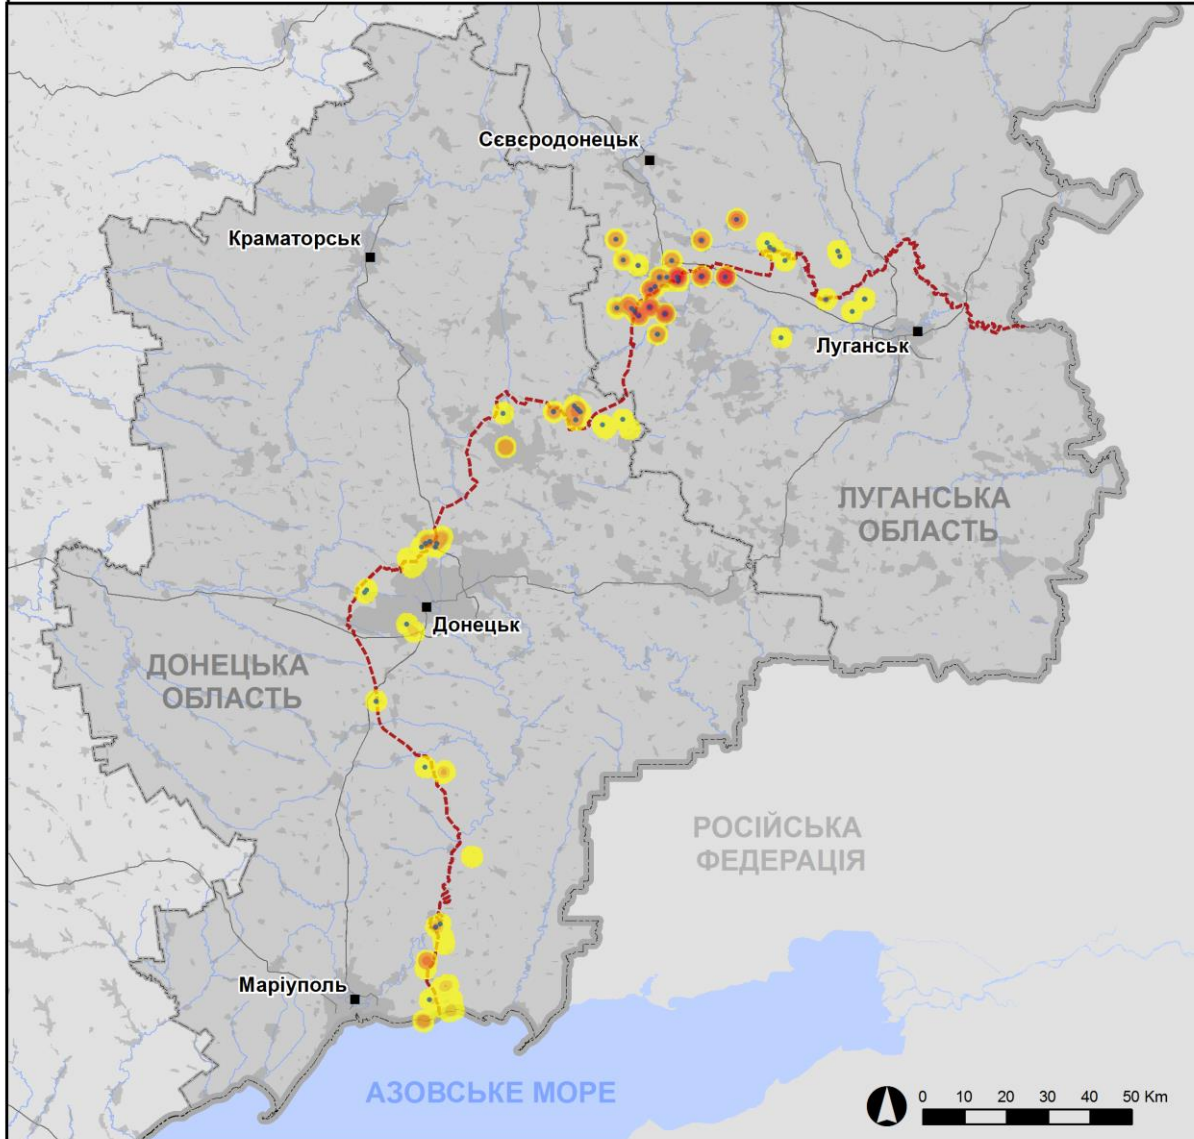 Сєвєродонецьк
Краматорськ
Луганськ
ЛУГАНСЬКА
ОБЛАСТЬ
Донецьк
ДОНЕЦЬКА
ОБЛАСТЬ
РОСІЙСЬКА
ФЕДЕРАЦІЯ
Маріуполь
АЗОВСЬКЕ МОРЕ
0 10 20 30 40 50 Km